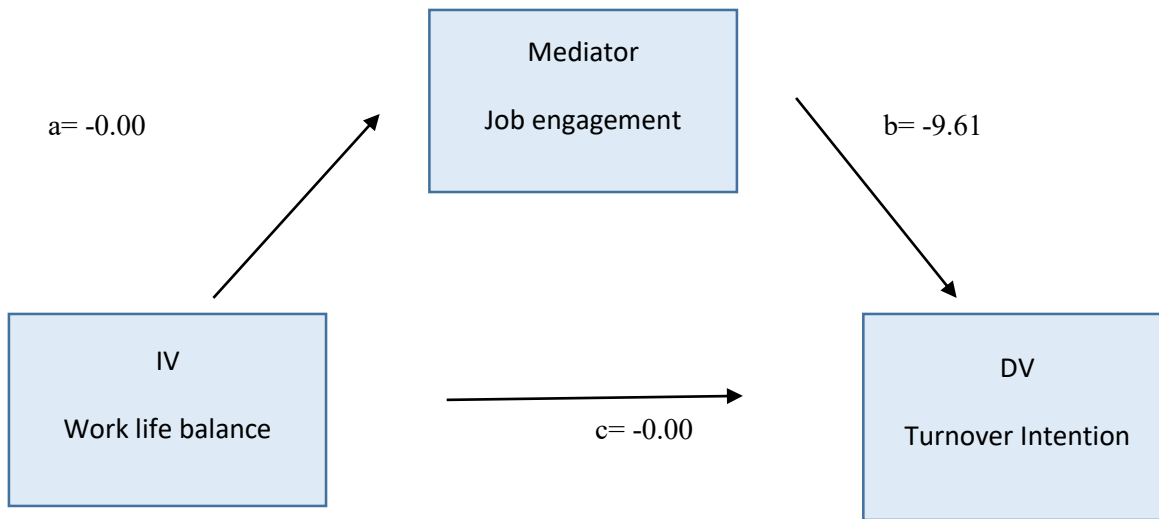 Mediator
Job engagement
a= -0.00
b= -9.61
IV
Work life balance
c= -0.00
DV
Turnover Intention